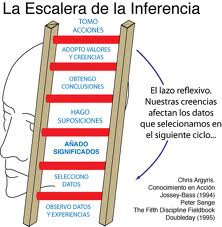 La Escalera de la Inferencia
TOMO
ACCIONES
ADOPTO VALORES
Y CREENCIAS
OBTENGO
CONCLUSIONES
HAGO
SUPOSICIONES
AÑADO
SIGNIFICADOS
SELECCIONO
DATOS
OBSERVO DATOS
Y EXPERIENCIAS
El lazo reflexivo.
Nuestras creencias
afectan los datos
que selecionamos en
el siguiente ciclo...
Chris Argyris.
Conocimiento en Acción
Jossey-Bass (1994)
Peter Senge
The Fifth Discipline Fieldbook
Doubleday (1995)